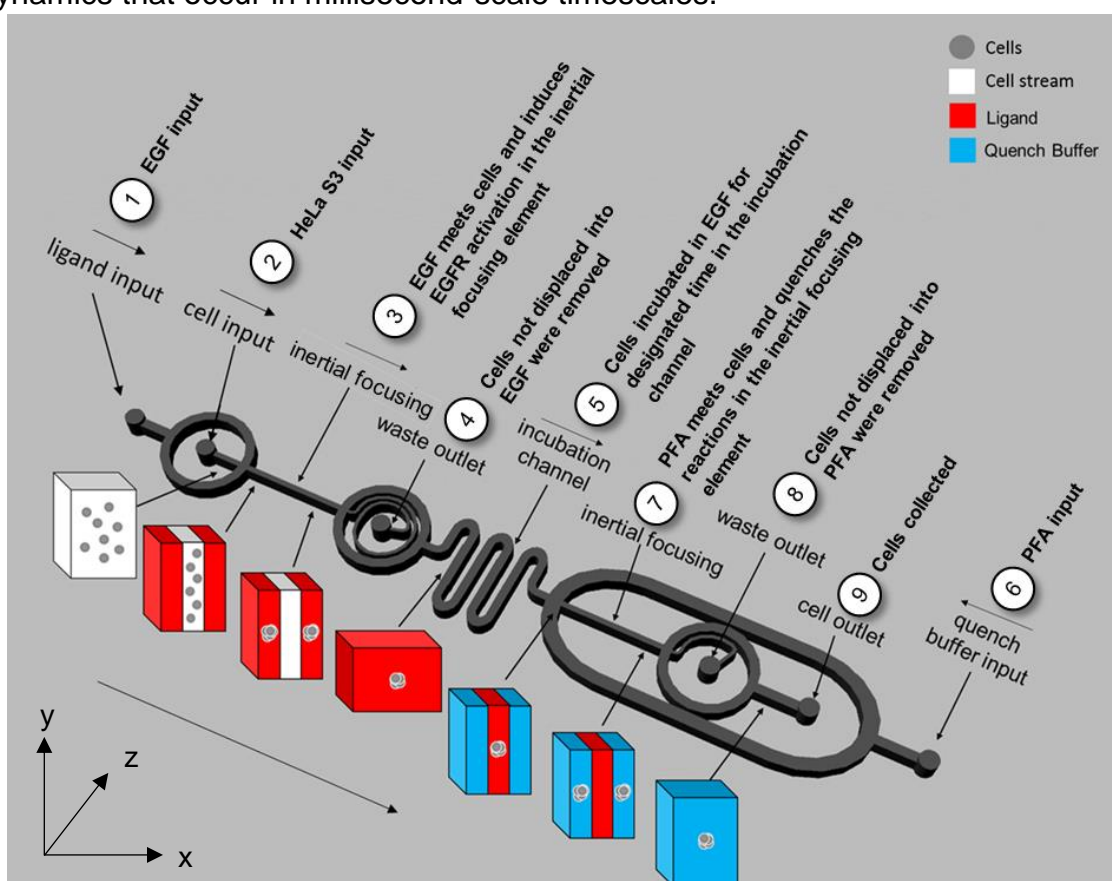 ynamics that occur in millisecond-scale timescales.
Cells
Cell stream
Ligand
Quench Buffer
1
EGF input
ligand input
2
HeLa S3 input
cell input
3
EGF meets cells and induces
EGFR activation in the inertial
focusing element
inertial focusing
4
Cells not displaced into
EGF were removed
waste outlet
5
Cells incubated in EGF for
designated time in the incubation
channel
incubation
channel
7
PFA meets cells and quenches the
reactions in the inertial focusing
element
inertial focusing
8
Cells not displaced into
PFA were removed
waste outlet
9
Cells collected
cell outlet
6
PFA input
quench
buffer input
y
z
x